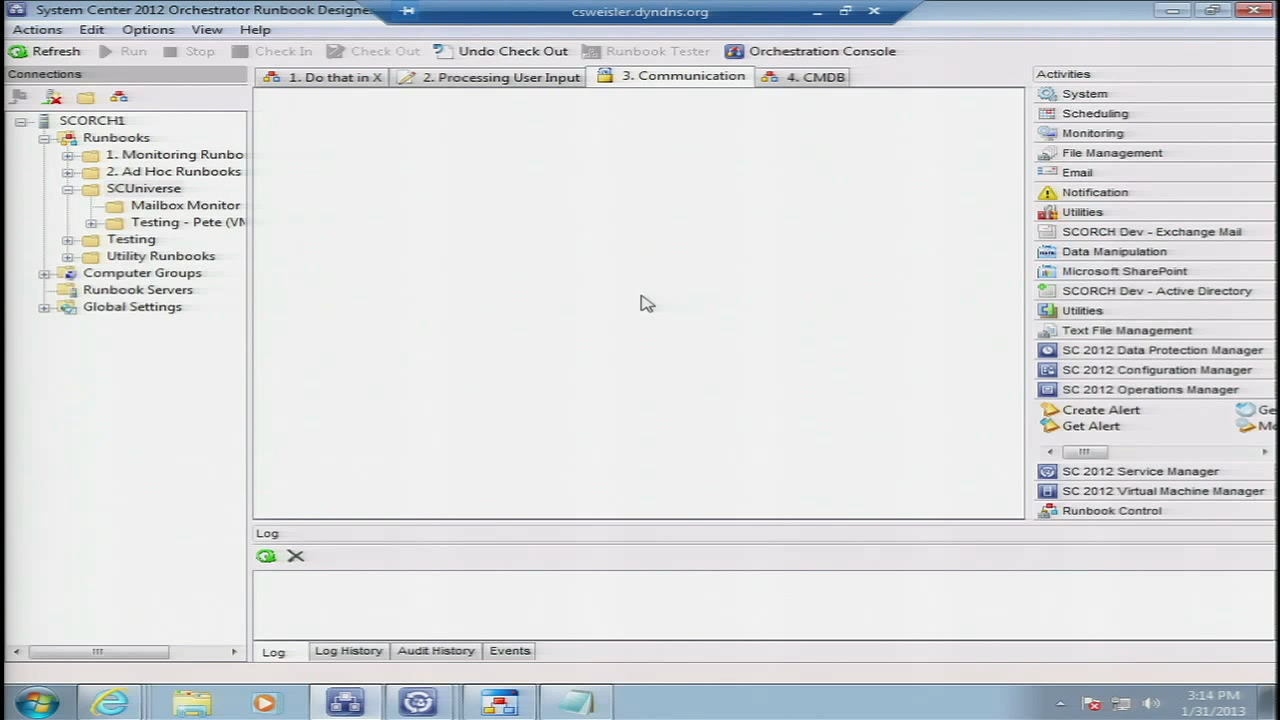 System Center 2012 Orchestrator Runbook Designe
csweisler.dyndns.org
Actions Edit Options View Help
Refresh Run Stop Check In Check Out Undo Check Out Runbook Tester Orchestration Console
Connections
1. Do that in X 2. Processing User Input 3. Communication 4. CMDB
Activities
SCORCH1
Runbooks
1. Monitoring Runbo
2. Ad Hoc Runbooks
SCUniverse
Mailbox Monitor
Testing - Pete (VM
Testing
Utility Runbooks
Computer Groups
Runbook Servers
Global Settings
System
Scheduling
Monitoring
File Management
Email
Notification
Utilities
SCORCH Dev - Exchange Mail
Data Manipulation
Microsoft SharePoint
SCORCH Dev - Active Directory
Utilities
Text File Management
SC 2012 Data Protection Manager
SC 2012 Configuration Manager
SC 2012 Operations Manager
Create Alert Ge
Get Alert Mo
SC 2012 Service Manager
SC 2012 Virtual Machine Manager
Runbook Control
Log
Log Log History Audit History Events
3:14 PM
1/31/2013